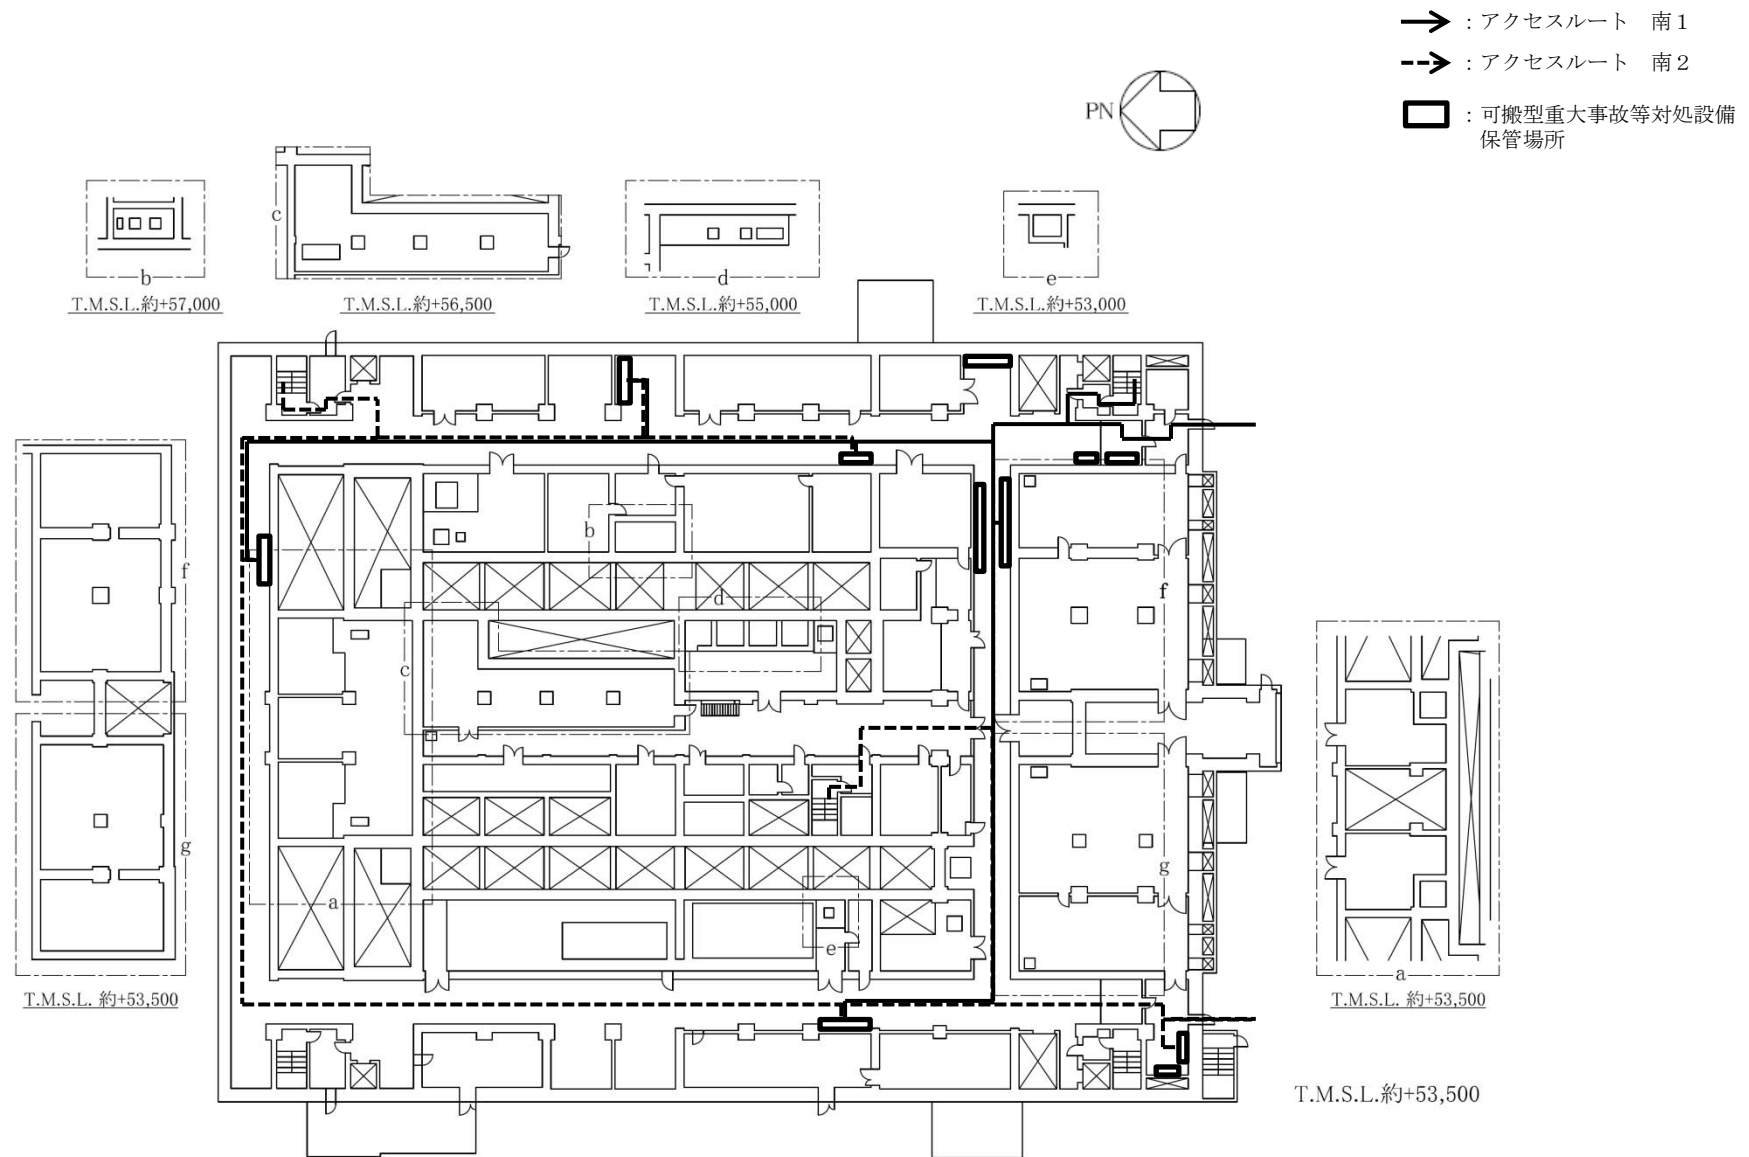 ：アクセスルート　南１
：アクセスルート　南２
：可搬型重大事故等対処設備
保管場所
PN
b
T.M.S.L.約+57,000
c
T.M.S.L.約+56,500
d
T.M.S.L.約+55,000
e
T.M.S.L.約+53,000
f
g
T.M.S.L. 約+53,500
b
d
c
a
e
f
g
a
T.M.S.L. 約+53,500
T.M.S.L.約+53,500